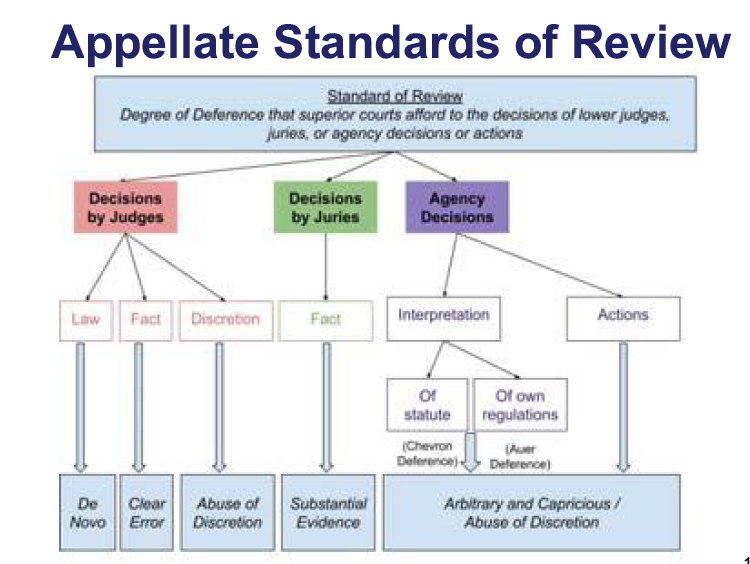 Appellate Standards of Review
Standard of Review
Degree of Deference that superior courts afford to the decisions of lower judges,
juries, or agency decisions or actions
Decisions
by Judges
Decisions
by Juries
Agency
Decisions
Law
Fact
Discretion
Fact
Interpretation
Actions
Of
statute
Of own
regulations
(Chevron
Deference)
(Auer
Deference)
De
Novo
Clear
Error
Abuse of
Discretion
Substantial
Evidence
Arbitrary and Capricious /
Abuse of Discretion
1